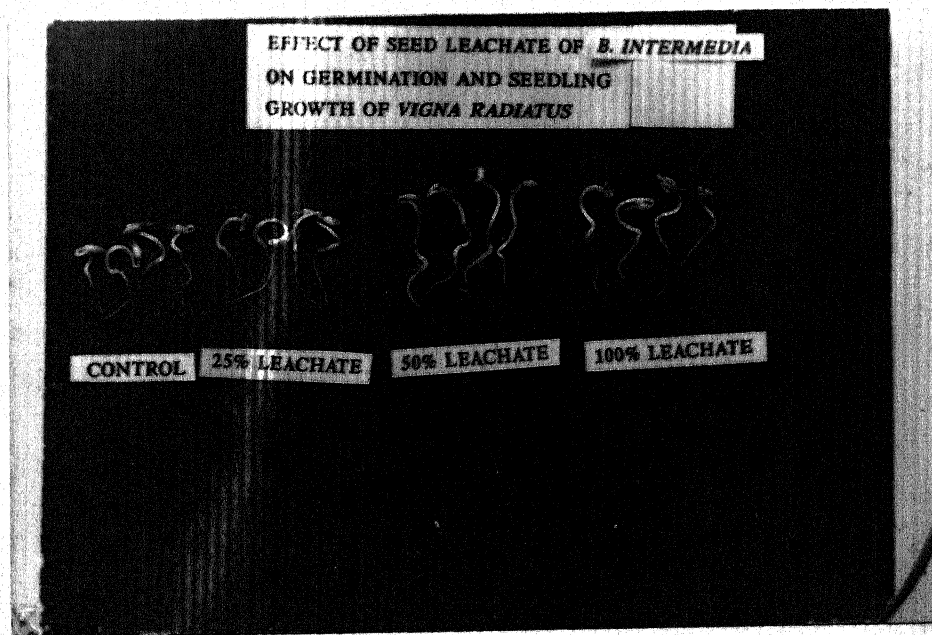 EFFECT OF SEED LEACHATE OF B. INTERMEDIA
ON GERMINATION AND SEEDLING
GROWTH OF VIGNA RADIATUS
CONTROL
25% LEACHATE
50% LEACHATE
100% LEACHATE